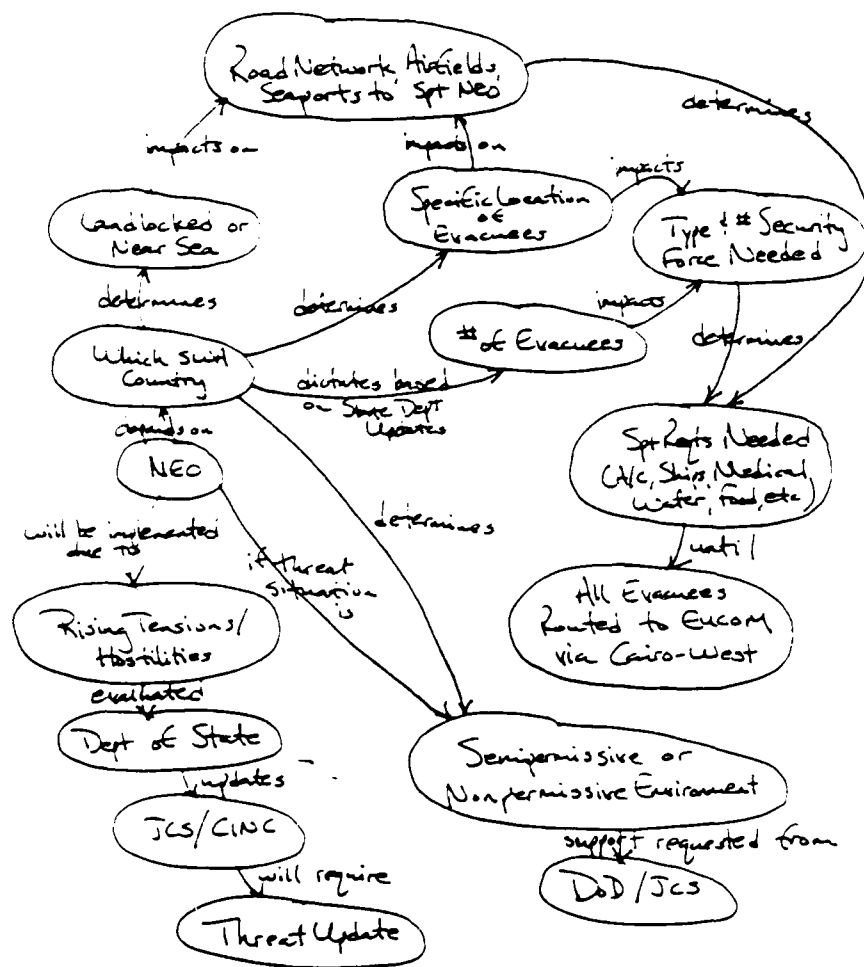 Road Network, Airfields,
Seaports to Spt NEO
determines
impacts on
impacts on
impacts
Specific Location
of
Evacuees
Landlocked or
Near Sea
Type & # Security
Force Needed
determines
determines
impacts
# of Evacuees
determines
Which
Country
dictates based
on State Dept
Updates
depends on
NEO
Spt Reqts Needed
(A/C, Ships, Medical,
Water, Food, etc)
will be implemented
due to
determines
if threat
situation
is
until
All Evacuees
Routed to EUCOM
via Cairo-West
Rising Tensions/
Hostilities
evaluated
Dept of State
Semipermissive or
Nonpermissive Environment
updates
JCS/CINC
support requested from
DoD/JCS
will require
Threat Update